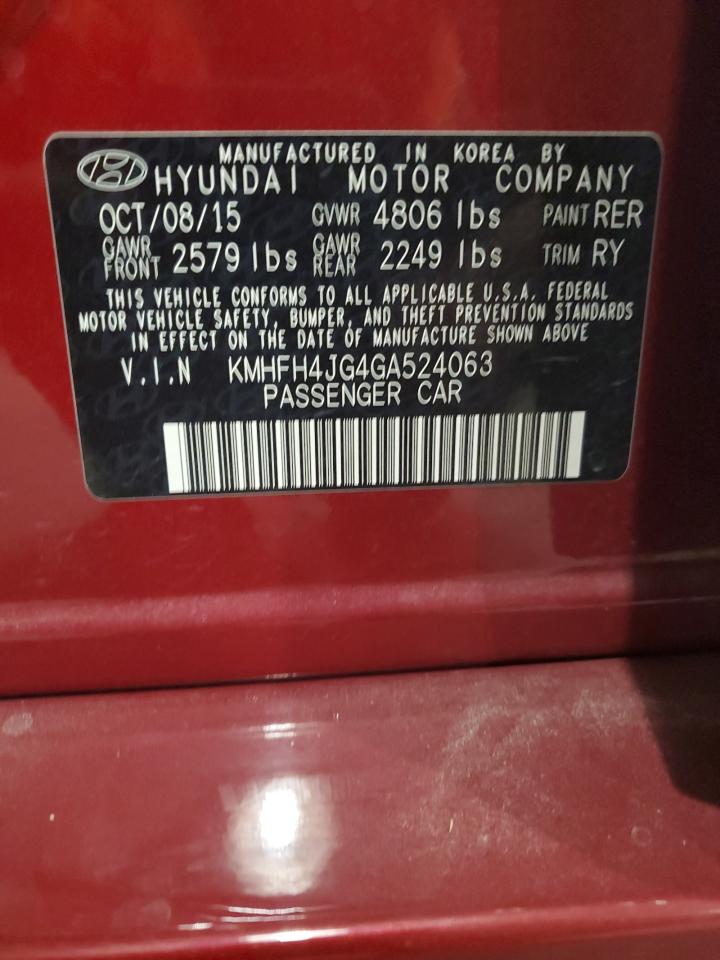 MANUFACTURED IN KOREA BY
HYUNDAI MOTOR COMPANY
OCT/08/15 GVWR 4806 lbs PAINT RER
GAWR FRONT 2579 lbs GAWR REAR 2249 lbs TRIM RY
THIS VEHICLE CONFORMS TO ALL APPLICABLE U.S.A. FEDERAL
MOTOR VEHICLE SAFETY, BUMPER, AND THEFT PREVENTION STANDARDS
IN EFFECT ON THE DATE OF MANUFACTURE SHOWN ABOVE
V.I.N KMHFH4JG4GA524063
PASSENGER CAR